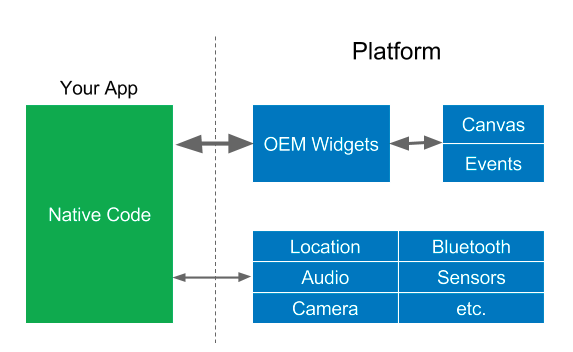 Platform
Your App
Native Code
OEM Widgets
Canvas
Events
Location
Bluetooth
Audio
Sensors
Camera
etc.